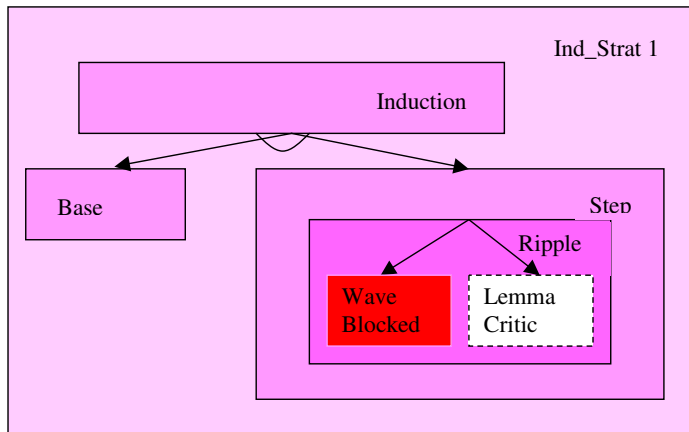 Ind_Strat 1
Induction
Base
Step
Ripple
Wave
Blocked
Lemma
Critic